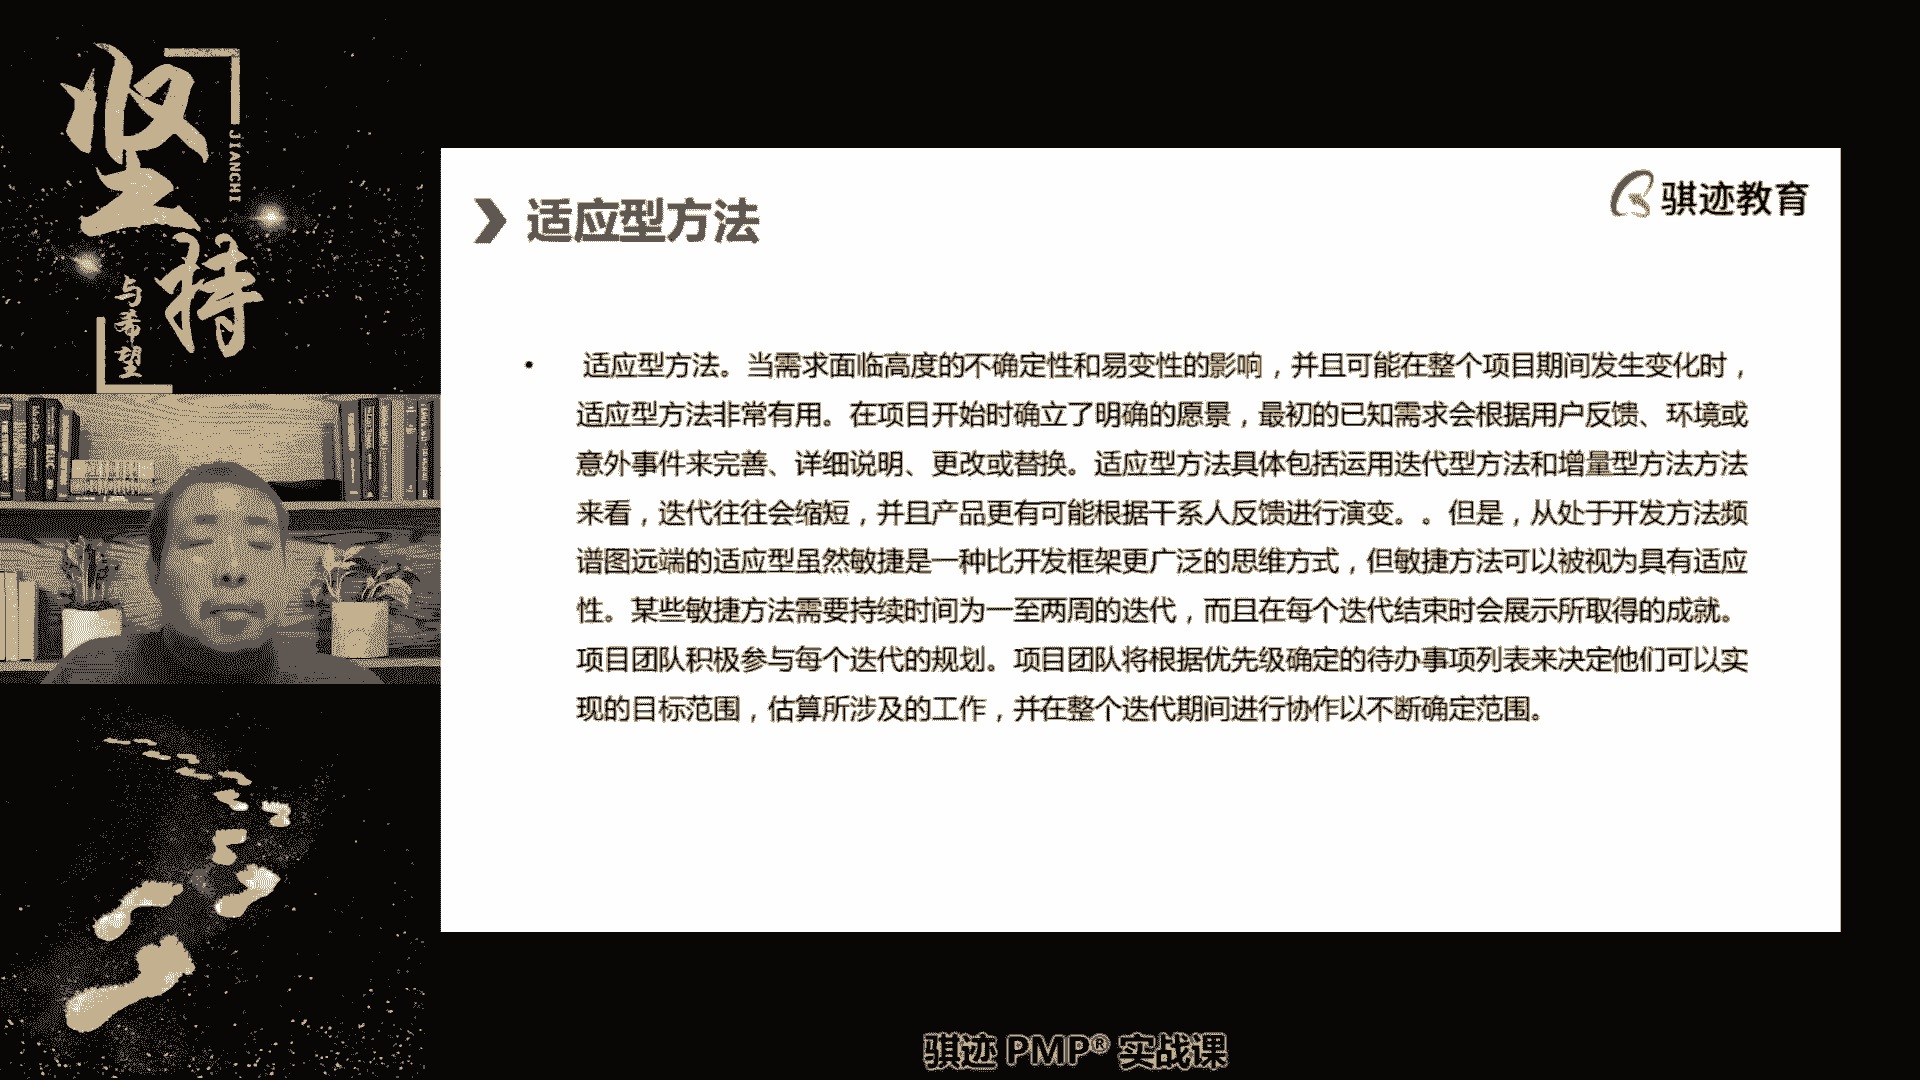 坚持
JIANCHI
与希望
骐迹教育
适应型方法
• 适应型方法。当需求面临高度的不确定性和易变性的影响，并且可能在整个项目期间发生变化时，
适应型方法非常有用。在项目开始时确立了明确的愿景，最初的已知需求会根据用户反馈、环境或
意外事件来完善、详细说明、更改或替换。适应型方法具体包括运用迭代型方法和增量型方法方法
来看，迭代往往会缩短，并且产品更有可能根据干系人反馈进行演变。。但是，从处于开发方法频
谱图远端的适应型虽然敏捷是一种比开发框架更广泛的思维方式，但敏捷方法可以被视为具有适应
性。某些敏捷方法需要持续时间为一至两周的迭代，而且在每个迭代结束时会展示所取得的成就。
项目团队积极参与每个迭代的规划。项目团队将根据优先级确定的待办事项列表来决定他们可以实
现的目标范围，估算所涉及的工作，并在整个迭代期间进行协作以不断确定范围。
骐迹 PMP® 实战课